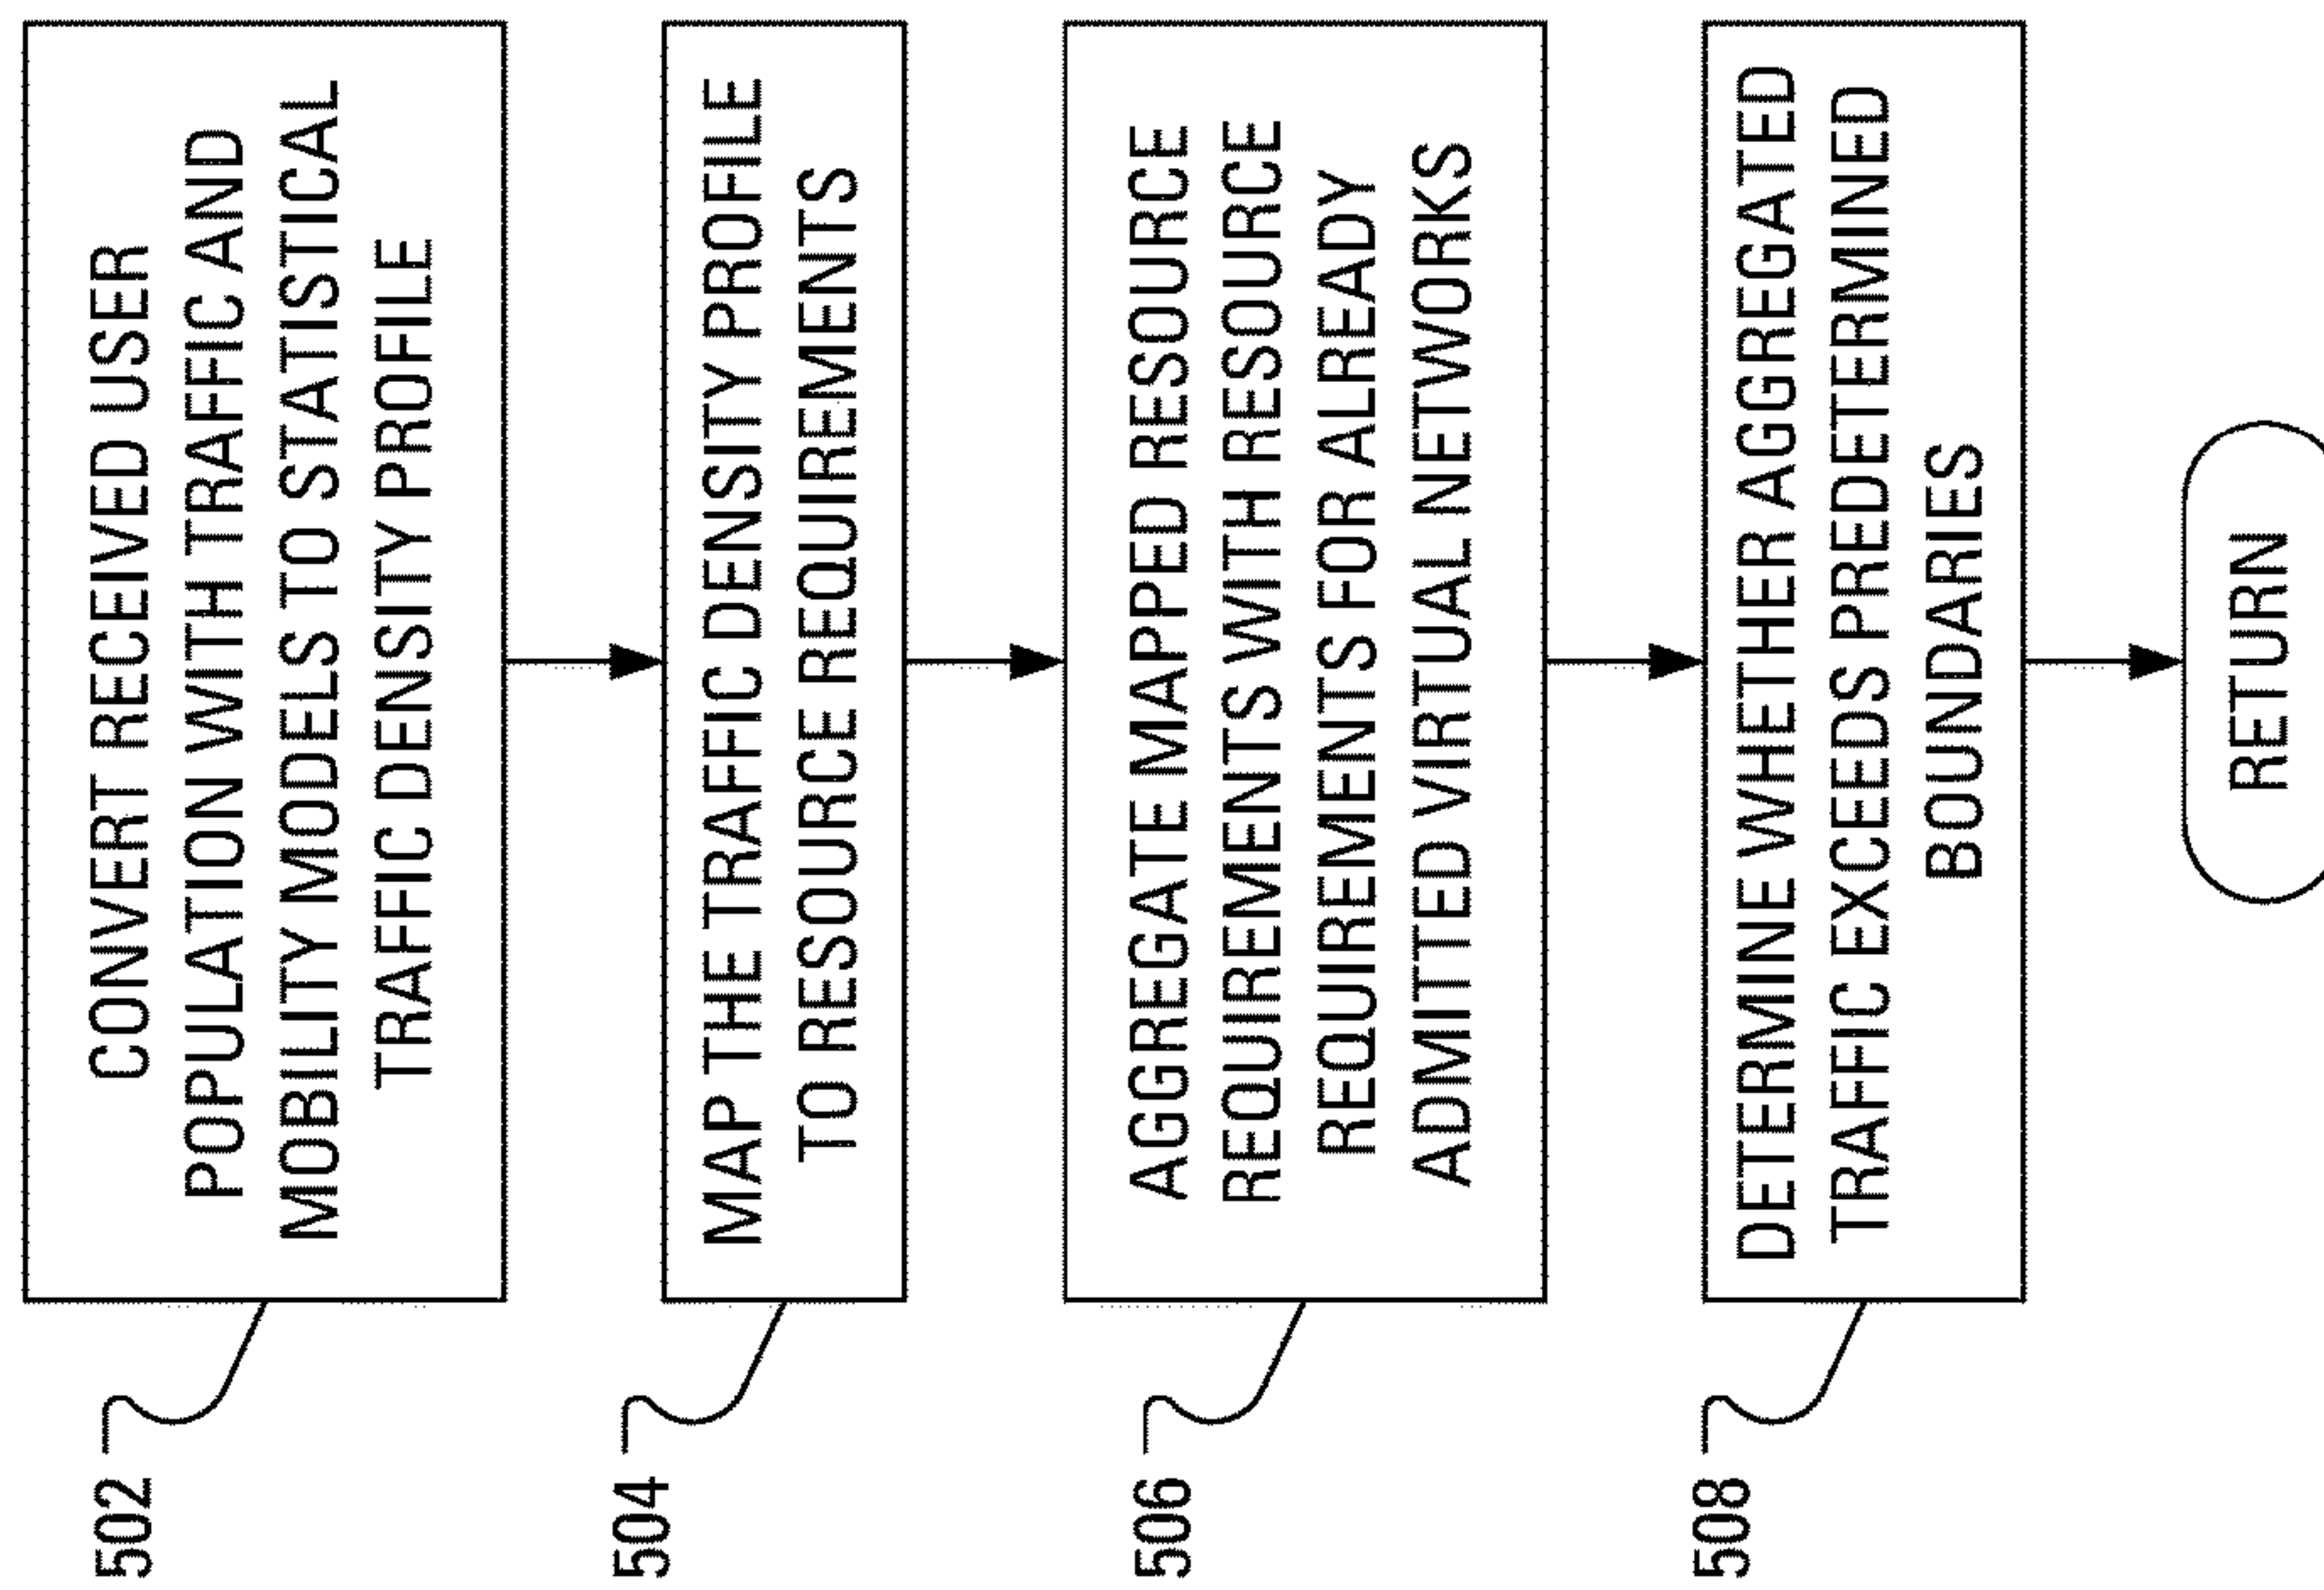 502
CONVERT RECEIVED USER
POPULATION WITH TRAFFIC AND
MOBILITY MODELS TO STATISTICAL
TRAFFIC DENSITY PROFILE
504
MAP THE TRAFFIC DENSITY PROFILE
TO RESOURCE REQUIREMENTS
506
AGGREGATE MAPPED RESOURCE
REQUIREMENTS WITH RESOURCE
REQUIREMENTS FOR ALREADY
ADMITTED VIRTUAL NETWORKS
508
DETERMINE WHETHER AGGREGATED
TRAFFIC EXCEEDS PREDETERMINED
BOUNDARIES
RETURN